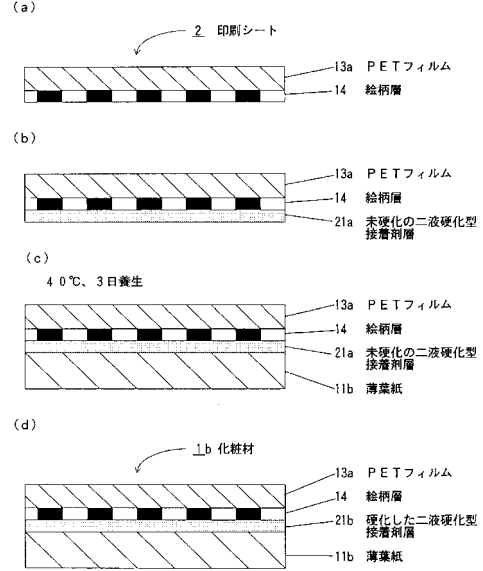 (a)
2 印刷シート
13a PETフィルム
14 絵柄層
(b)
13a PETフィルム
14 絵柄層
21a 未硬化の二液硬化型
接着剤層
(c)
40℃、3日養生
13a PETフィルム
14 絵柄層
21a 未硬化の二液硬化型
接着剤層
11b 薄葉紙
(d)
1b 化粧材
13a PETフィルム
14 絵柄層
21b 硬化した二液硬化型
接着剤層
11b 薄葉紙